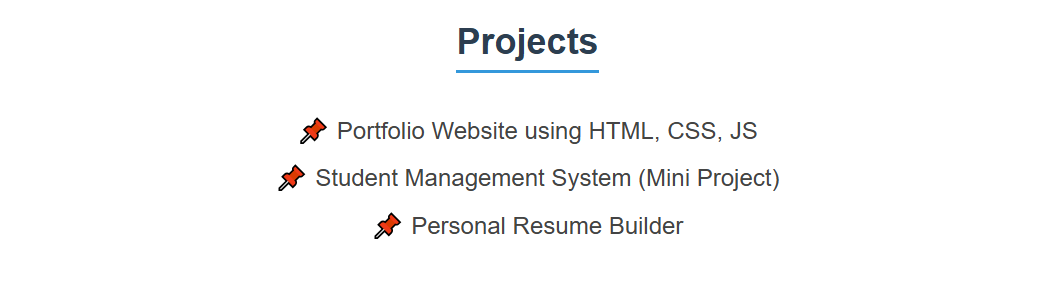 Projects
📌 Portfolio Website using HTML, CSS, JS
📌 Student Management System (Mini Project)
📌 Personal Resume Builder